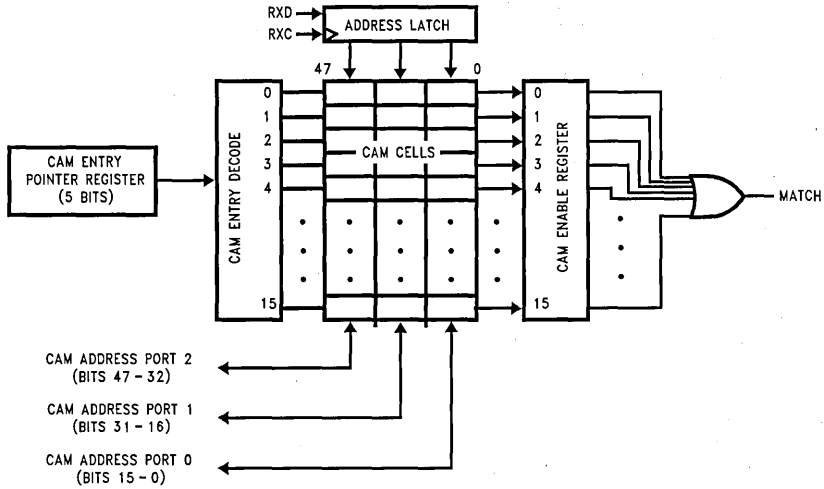 RXD
RXC
ADDRESS LATCH
47
0
CAM ENTRY
POINTER REGISTER
(5 BITS)
CAM ENTRY DECODE
0
1
2
3
4
15
CAM CELLS
CAM ENABLE REGISTER
0
1
2
3
4
15
MATCH
CAM ADDRESS PORT 2
(BITS 47-32)
CAM ADDRESS PORT 1
(BITS 31-16)
CAM ADDRESS PORT 0
(BITS 15-0)